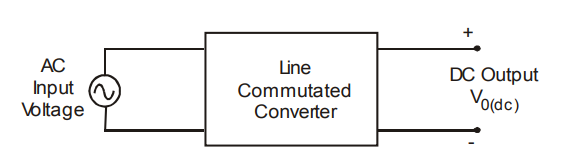 AC
Input
Voltage
Line
Commutated
Converter
+
DC Output
V0(dc)
-